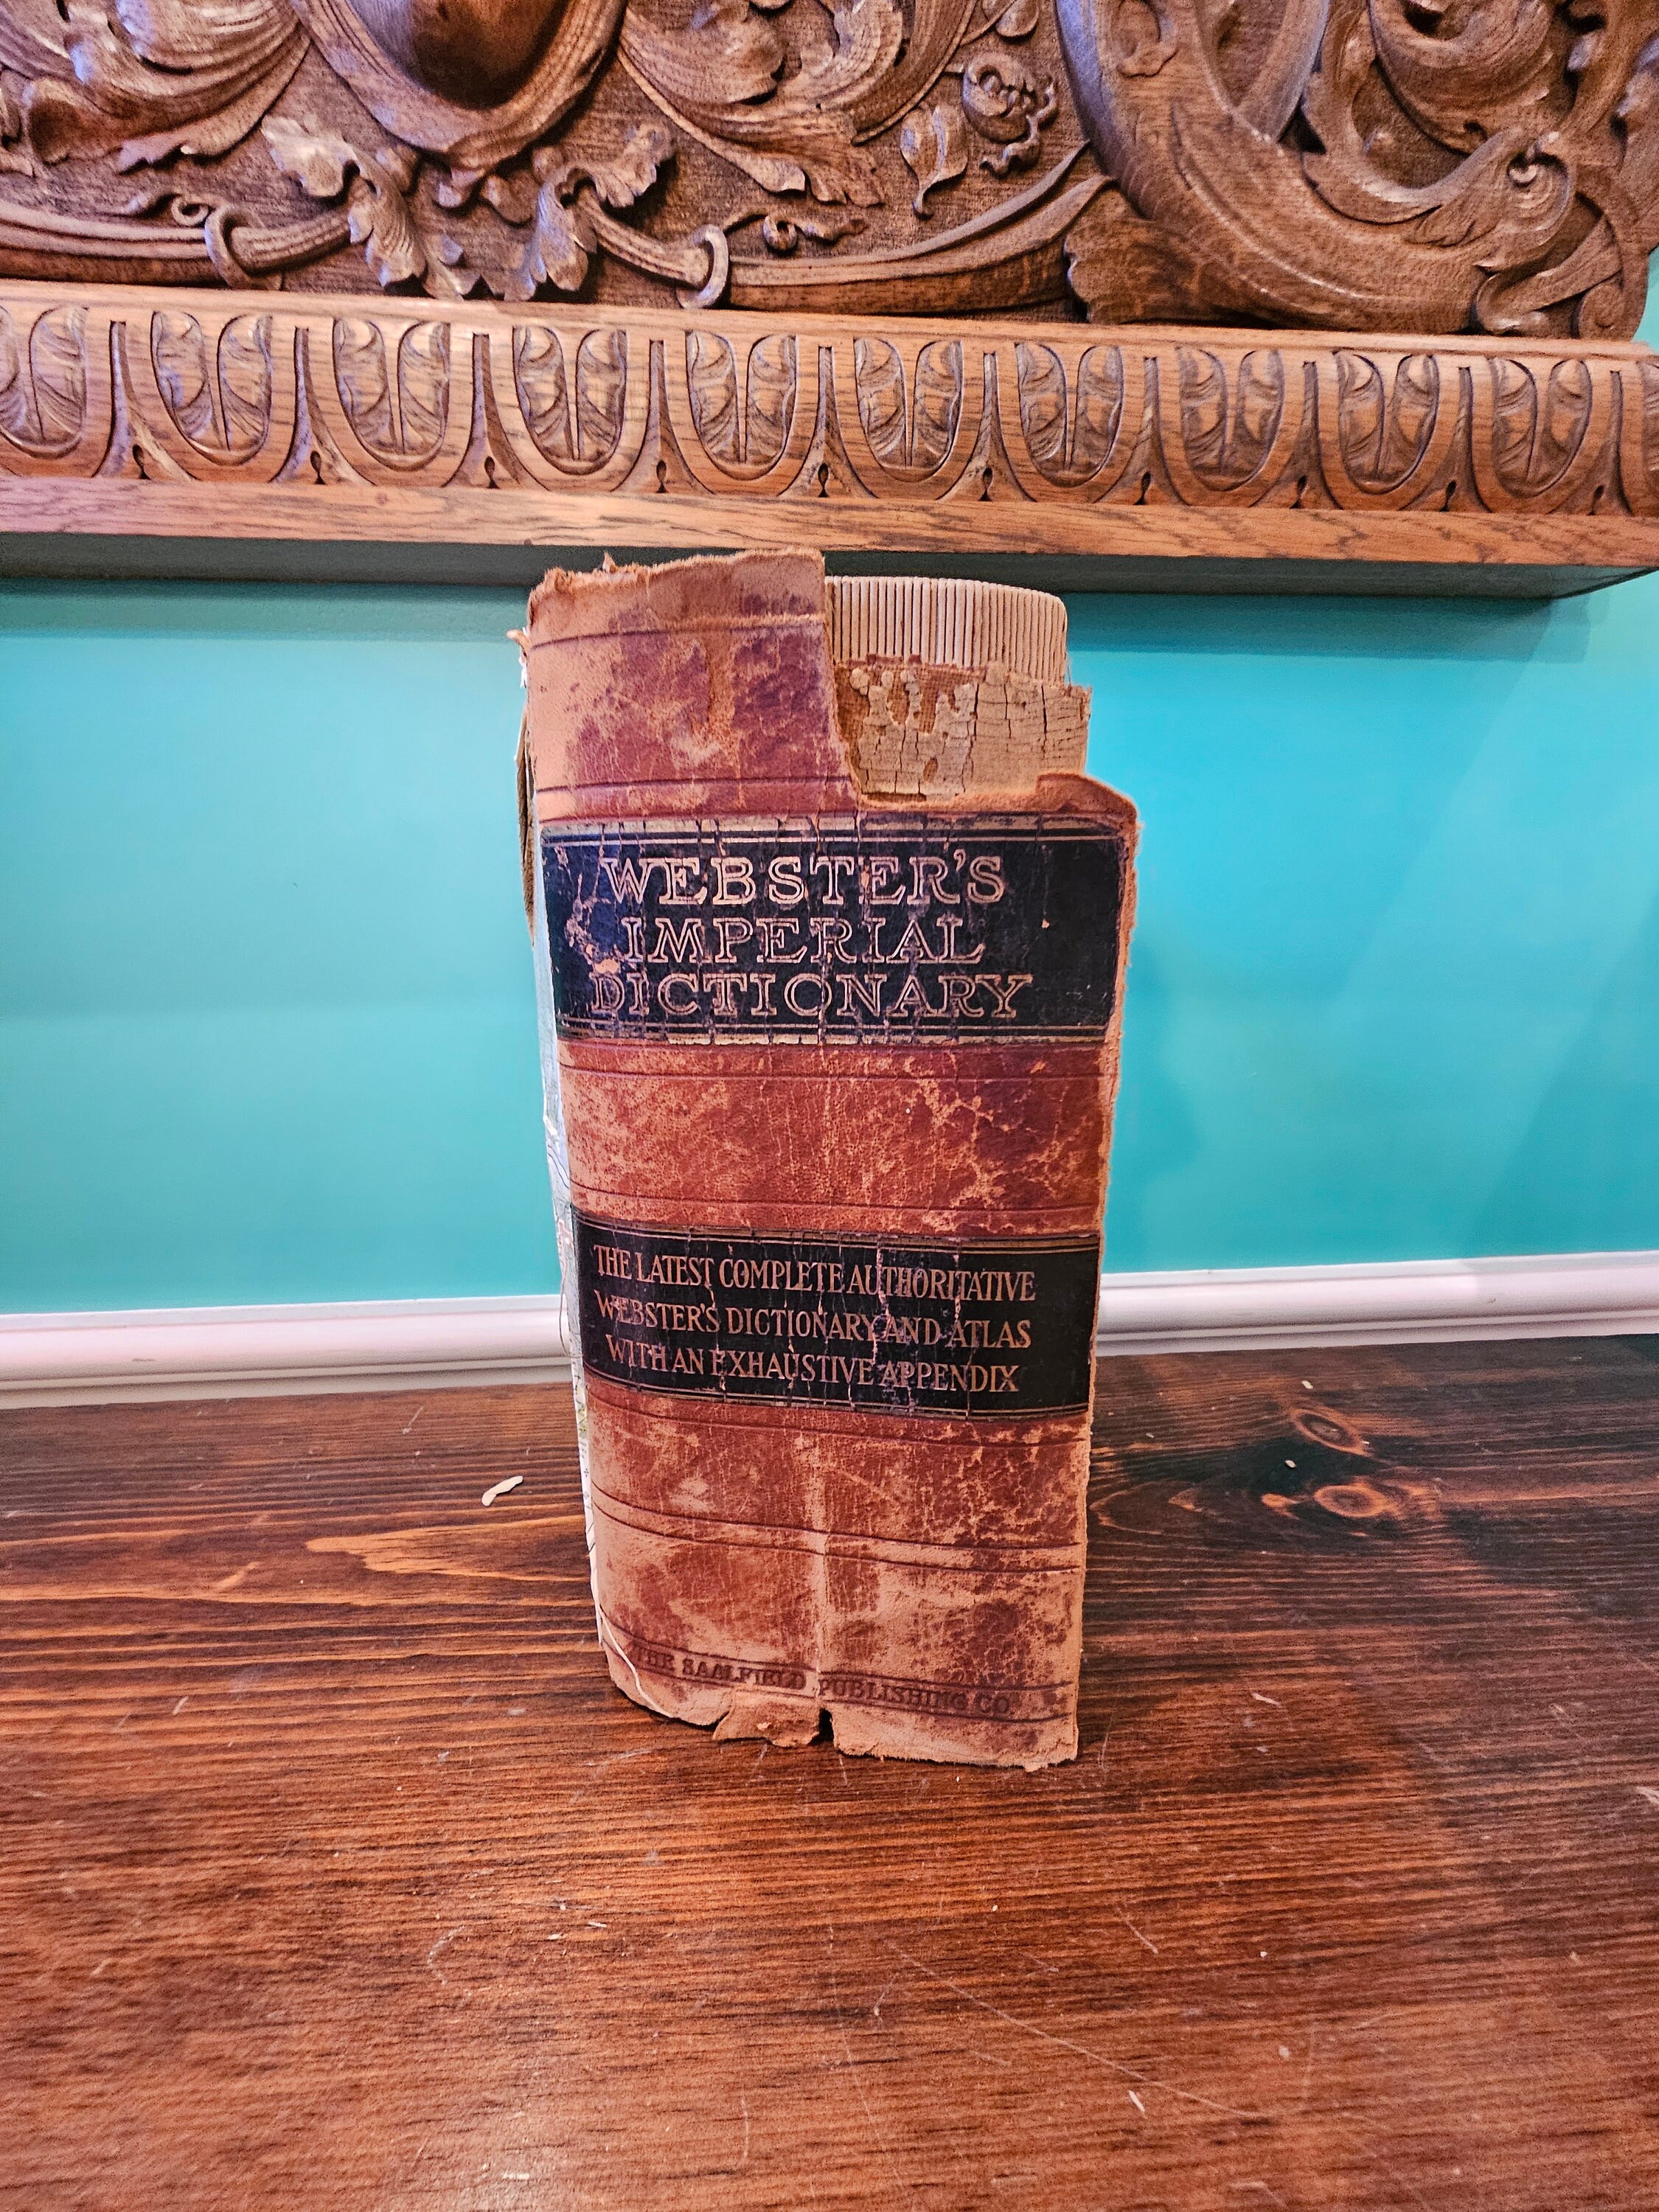 WEBSTER'S
IMPERIAL
DICTIONARY
THE LATEST COMPLETE AUTHORITATIVE
WEBSTER'S DICTIONARY AND ATLAS
WITH AN EXHAUSTIVE APPENDIX
THE SAALFIELD PUBLISHING CO